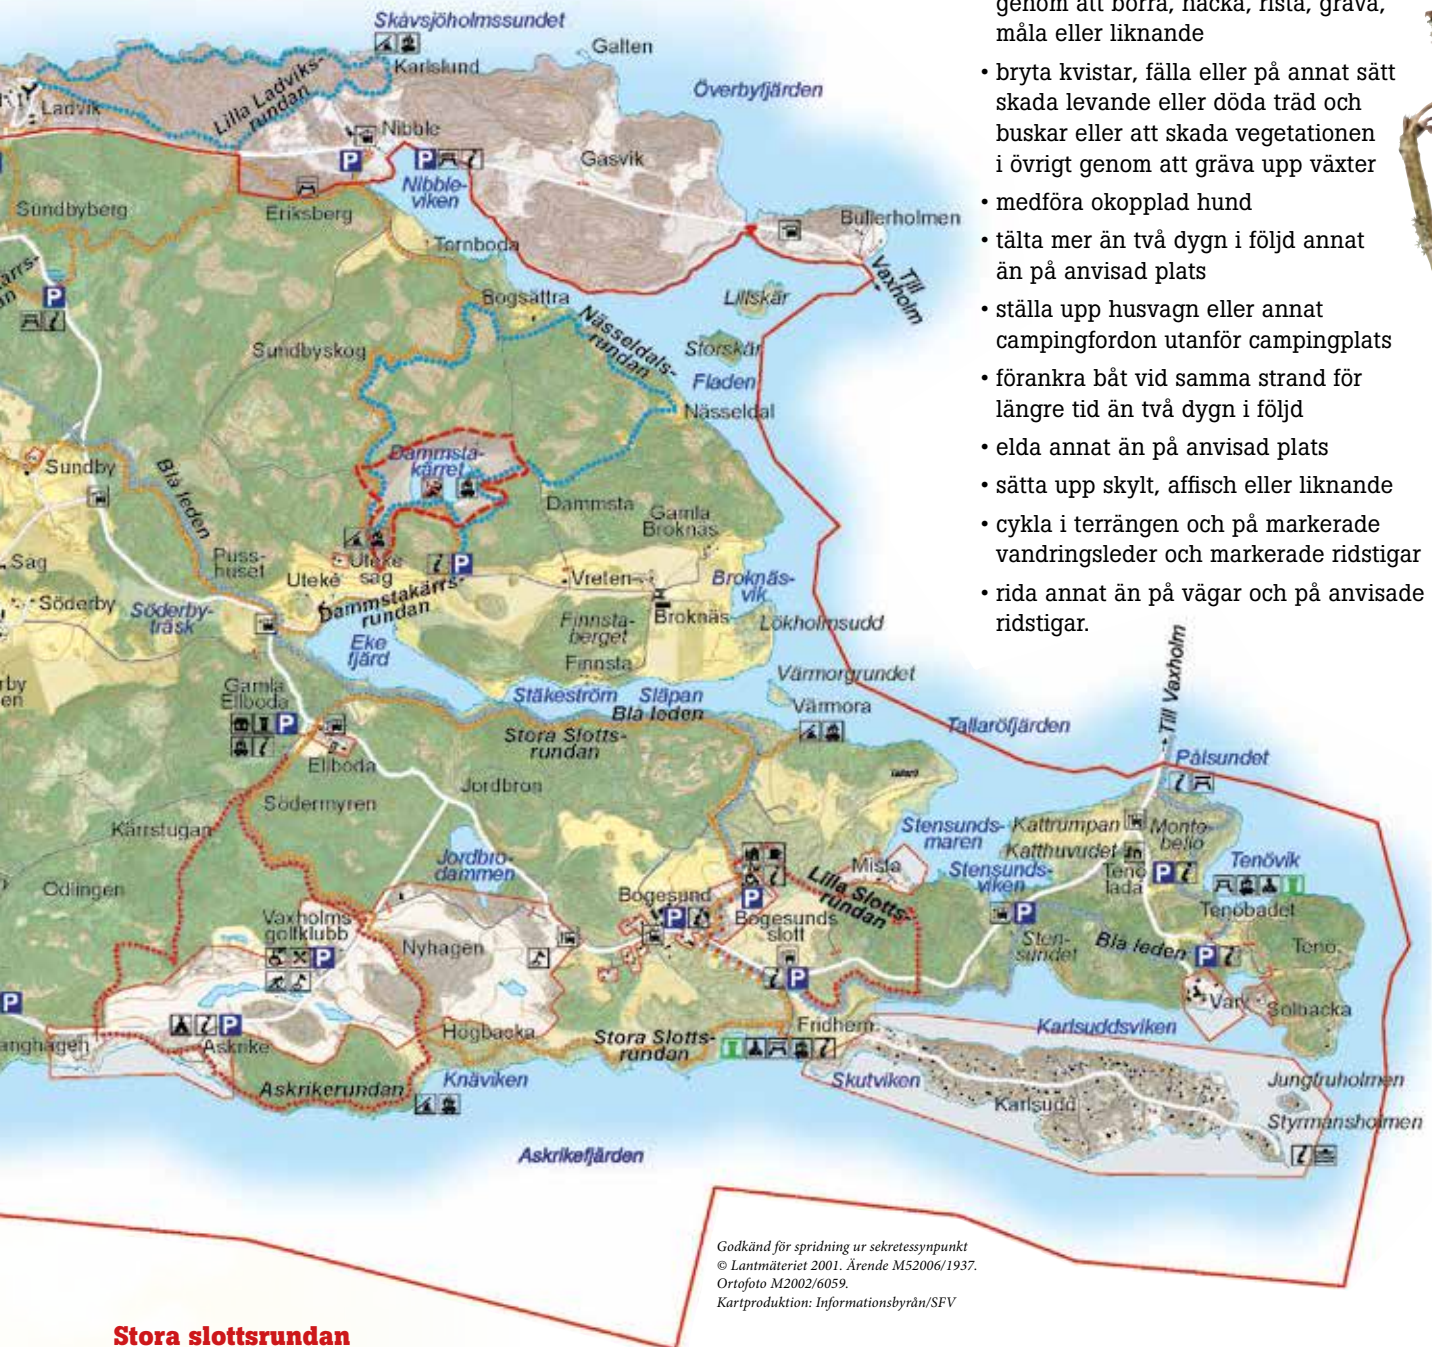 genom att borra, hacka, rista, gräva,
måla eller liknande
• bryta kvistar, fälla eller på annat sätt
skada levande eller döda träd och
buskar eller att skada vegetationen
i övrigt genom att gräva upp växter
• medföra okopplad hund
• tälta mer än två dygn i följd annat
än på anvisad plats
• ställa upp husvagn eller annat
campingfordon utanför campingplats
• förankra båt vid samma strand för
längre tid än två dygn i följd
• elda annat än på anvisad plats
• sätta upp skylt, affisch eller liknande
• cykla i terrängen och på markerade
vandringsleder och markerade ridstigar
• rida annat än på vägar och på anvisade
ridstigar.
Skåvsjöholmssundet
Karlslund
Galten
Överbyfjärden
Ladvik
Lilla Ladviks-
rundan
Nibble
P
P
Gåsvik
Nibble-
viken
Sundbyberg
Eriksberg
Tornboda
Bullerholmen
Till
Vaxholm
P
Bogsättra
Lillskär
Nässeldals-
rundan
Storskär
Sundbyskog
Fladen
Nässeldal
Dammsta-
kärret
Sundby
Blå leden
Dammsta
Gamla
Broknäs
Såg
Puss-
huset
Uteke
Uteke
såg
P
Vreten
Broknäs-
vik
Söderby
Söderby-
träsk
Dammstakärrs-
rundan
Finnsta-
berget
Broknäs
Lökholmsudd
Eke
fjärd
Finnsta
Värmorgrundet
Gamla
Ellboda
P
Stäkeström
Släpan
Blå leden
Värmora
Stora Slotts-
rundan
Tallaröfjärden
Till Vaxholm
Pålsundet
Ellboda
Jordbron
Södermyren
Kärrstugan
Stensunds-
maren
Kattrumpan
Monte-
bello
Katthuvudet
Jordbro-
dammen
Mista
Stensunds-
viken
Tenö
lada
P
Tenövik
Odlingen
Bogesund
P
P
Bogesunds
slott
Lilla Slotts-
rundan
P
Tenöbadet
Vaxholms
golfklubb
P
Nyhagen
Sten-
sundet
Blå leden
P
Tenö
P
Vary
Solbacka
P
Askrike
P
Högbacka
Stora Slotts-
rundan
Fridhem
Karlsuddsviken
Askrikerundan
Knäviken
Skutviken
Karlsudd
Jungfruholmen
Styrmansholmen
Askrikefjärden
Godkänd för spridning ur sekretessynpunkt
© Lantmäteriet 2001. Ärende M52006/1937.
Ortofoto M2002/6059.
Kartproduktion: Informationsbyrån/SFV
Stora slottsrundan